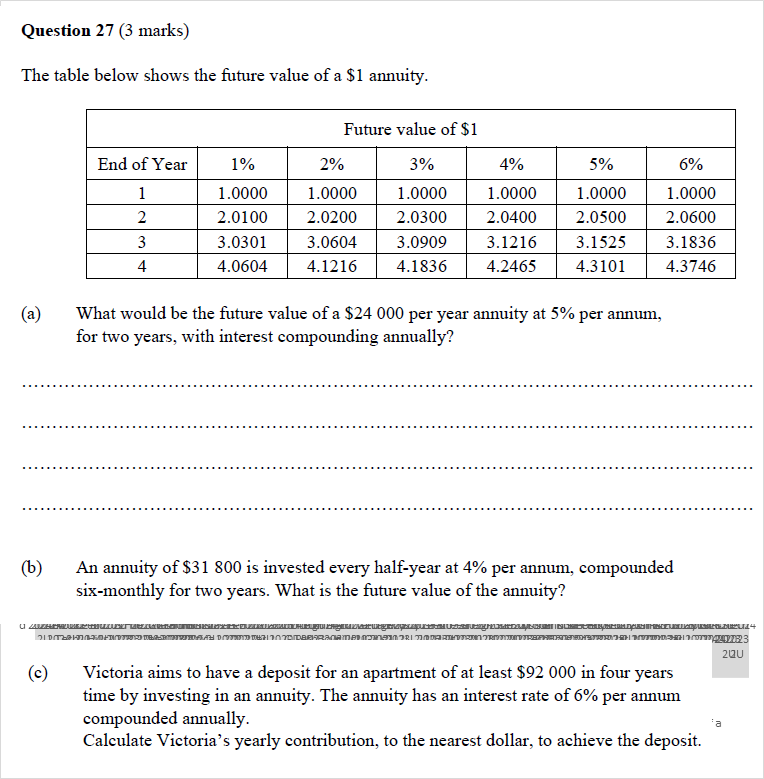 Question 27 (3 marks)
The table below shows the future value of a $1 annuity.
Future value of $1
End of Year 1% 2% 3% 4% 5% 6%
1 1.0000 1.0000 1.0000 1.0000 1.0000 1.0000
2 2.0100 2.0200 2.0300 2.0400 2.0500 2.0600
3 3.0301 3.0604 3.0909 3.1216 3.1525 3.1836
4 4.0604 4.1216 4.1836 4.2465 4.3101 4.3746
(a) What would be the future value of a $24 000 per year annuity at 5% per annum,
for two years, with interest compounding annually?
(b) An annuity of $31 800 is invested every half-year at 4% per annum, compounded
six-monthly for two years. What is the future value of the annuity?
(c) Victoria aims to have a deposit for an apartment of at least $92 000 in four years
time by investing in an annuity. The annuity has an interest rate of 6% per annum
compounded annually.
Calculate Victoria’s yearly contribution, to the nearest dollar, to achieve the deposit.